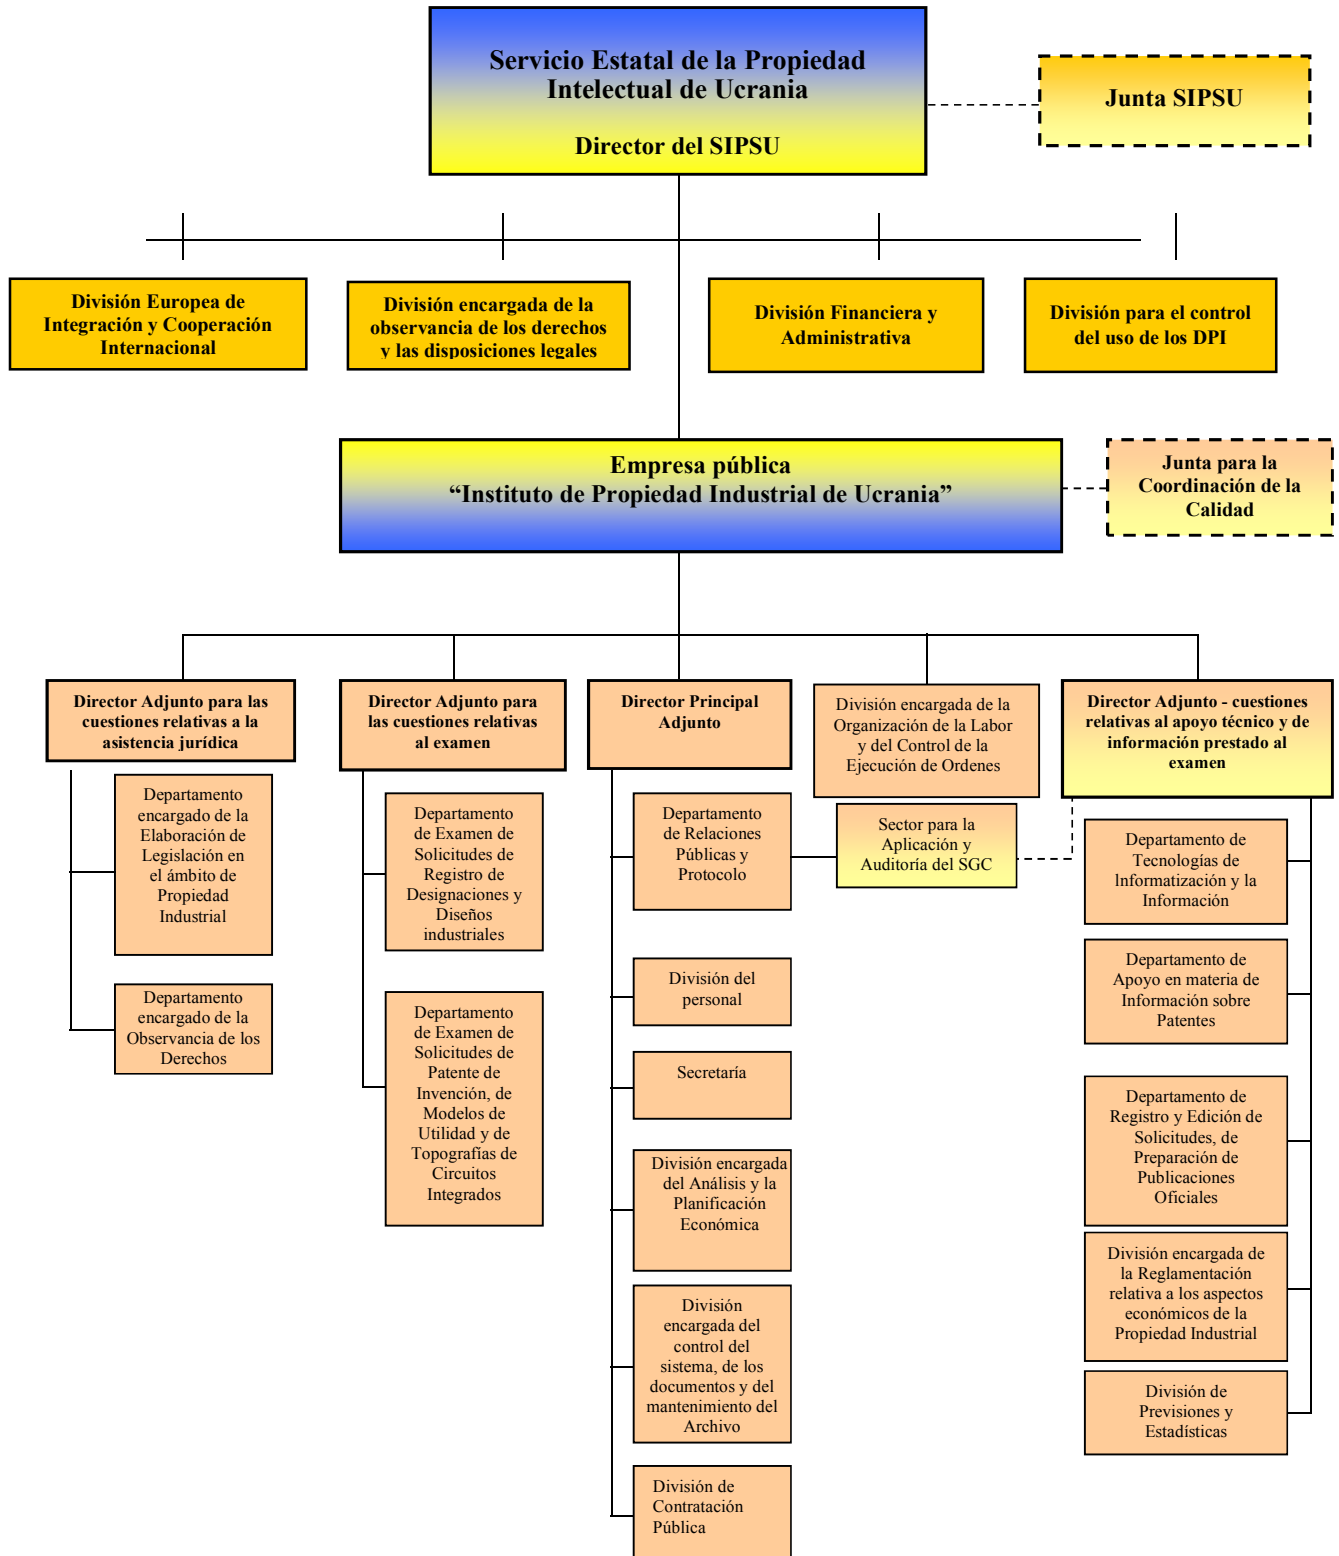 Servicio Estatal de la Propiedad
Intelectual de Ucrania
Director del SIPSU
Junta SIPSU
División Europea de
Integración y Cooperación
Internacional
División encargada de la
observancia de los derechos
y las disposiciones legales
División Financiera y
Administrativa
División para el control
del uso de los DPI
Empresa pública
“Instituto de Propiedad Industrial de Ucrania”
Junta para la
Coordinación de la
Calidad
Director Adjunto para las
cuestiones relativas a la
asistencia jurídica
Departamento
encargado de la
Elaboración de
Legislación en
el ámbito de
Propiedad
Industrial
Departamento
encargado de la
Observancia de los
Derechos
Director Adjunto para
las cuestiones relativas
al examen
Departamento
de Examen de
Solicitudes de
Registro de
Designaciones y
Diseños
industriales
Departamento
de Examen de
Solicitudes de
Patente de
Invención, de
Modelos de
Utilidad y de
Topografías de
Circuitos
Integrados
Director Principal
Adjunto
Departamento
de Relaciones
Públicas y
Protocolo
División del
personal
Secretaría
División encargada
del Análisis y la
Planificación
Económica
División
encargada del
control del
sistema, de los
documentos y del
mantenimiento del
Archivo
División de
Contratación
Pública
División encargada de la
Organización de la Labor
y del Control de la
Ejecución de Ordenes
Sector para la
Aplicación y
Auditoría del SGC
Director Adjunto - cuestiones
relativas al apoyo técnico y de
información prestado al
examen
Departamento de
Tecnologías de
Informatización y la
Información
Departamento de
Apoyo en materia de
Información sobre
Patentes
Departamento de
Registro y Edición de
Solicitudes, de
Preparación de
Publicaciones
Oficiales
División encargada de
la Reglamentación
relativa a los aspectos
económicos de la
Propiedad Industrial
División de
Previsiones y
Estadísticas